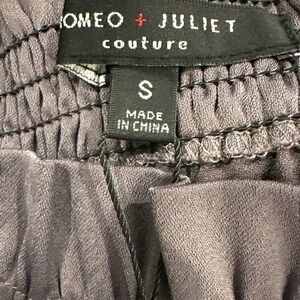 OMEO + JULIET
couture
S
MADE
IN CHINA